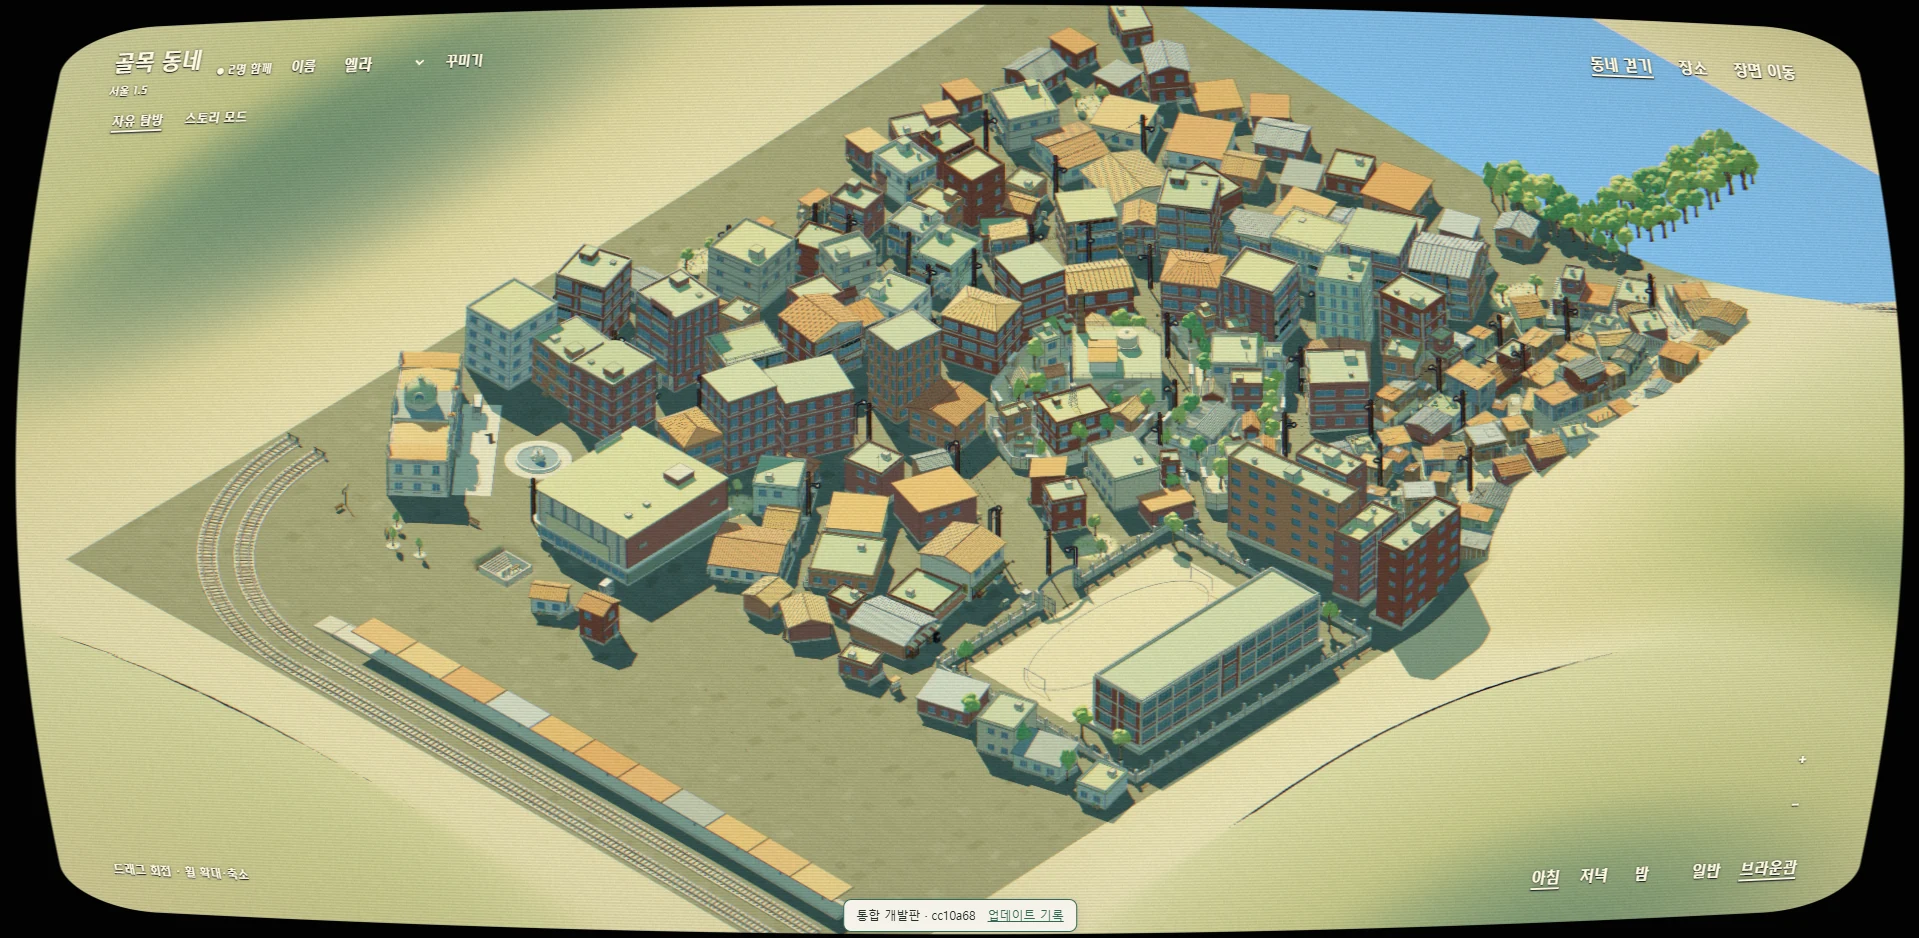 골목 동네 ● 2명 함께 이름 엘라 꾸미기
서울 1.5
자유 탐방 스토리 모드
동네 걷기 장소 장면 이동
+
−
드래그 회전 · 휠 확대·축소
아침 저녁 밤 일반 브라운관
통합 개발판 · cc10a68 업데이트 기록